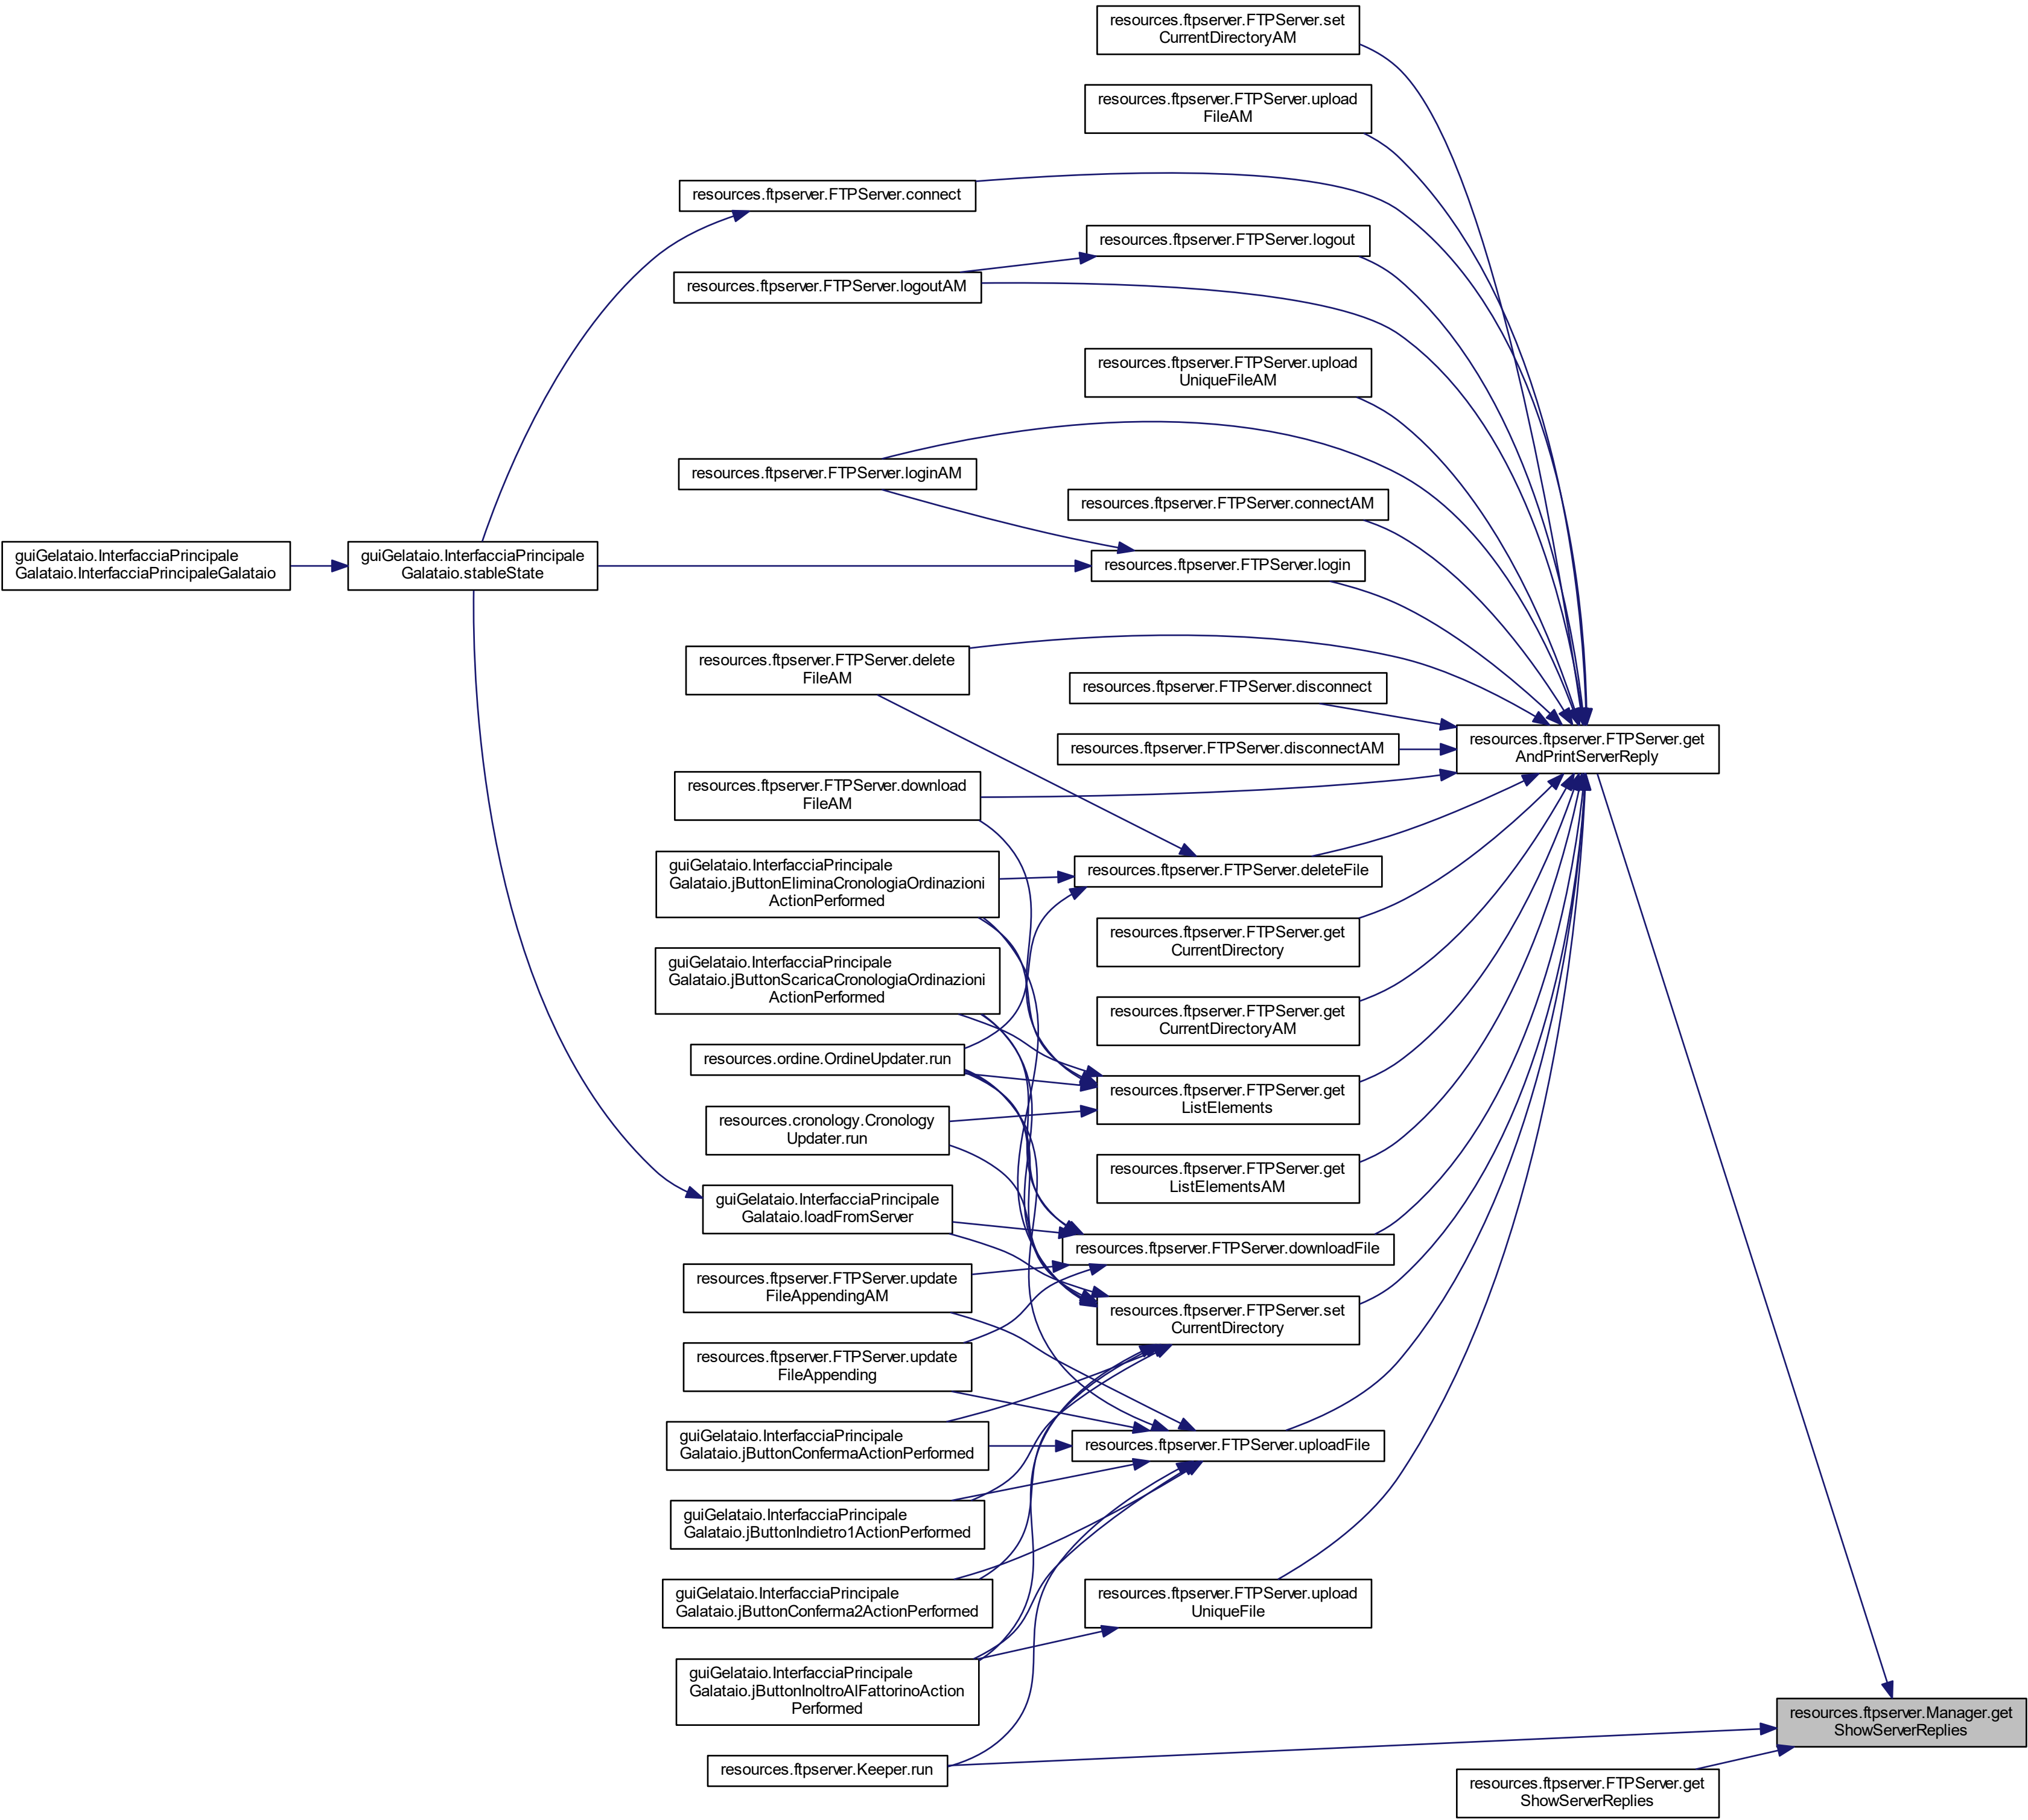 resources.ftpserver.FTPServer.set
CurrentDirectoryAM
resources.ftpserver.FTPServer.upload
FileAM
resources.ftpserver.FTPServer.connect
resources.ftpserver.FTPServer.logout
resources.ftpserver.FTPServer.logoutAM
resources.ftpserver.FTPServer.upload
UniqueFileAM
resources.ftpserver.FTPServer.loginAM
resources.ftpserver.FTPServer.connectAM
guiGelataio.InterfacciaPrincipale
Galataio.InterfacciaPrincipaleGalataio
guiGelataio.InterfacciaPrincipale
Galataio.stableState
resources.ftpserver.FTPServer.login
resources.ftpserver.FTPServer.delete
FileAM
resources.ftpserver.FTPServer.disconnect
resources.ftpserver.FTPServer.disconnectAM
resources.ftpserver.FTPServer.get
AndPrintServerReply
resources.ftpserver.FTPServer.download
FileAM
guiGelataio.InterfacciaPrincipale
Galataio.jButtonEliminaCronologiaOrdinazioni
ActionPerformed
resources.ftpserver.FTPServer.deleteFile
resources.ftpserver.FTPServer.get
CurrentDirectory
guiGelataio.InterfacciaPrincipale
Galataio.jButtonScaricaCronologiaOrdinazioni
ActionPerformed
resources.ftpserver.FTPServer.get
CurrentDirectoryAM
resources.ordine.OrdineUpdater.run
resources.ftpserver.FTPServer.get
ListElements
resources.cronology.Cronology
Updater.run
resources.ftpserver.FTPServer.get
ListElementsAM
guiGelataio.InterfacciaPrincipale
Galataio.loadFromServer
resources.ftpserver.FTPServer.downloadFile
resources.ftpserver.FTPServer.update
FileAppendingAM
resources.ftpserver.FTPServer.set
CurrentDirectory
resources.ftpserver.FTPServer.update
FileAppending
guiGelataio.InterfacciaPrincipale
Galataio.jButtonConfermaActionPerformed
resources.ftpserver.FTPServer.uploadFile
guiGelataio.InterfacciaPrincipale
Galataio.jButtonIndietro1ActionPerformed
guiGelataio.InterfacciaPrincipale
Galataio.jButtonConferma2ActionPerformed
resources.ftpserver.FTPServer.upload
UniqueFile
guiGelataio.InterfacciaPrincipale
Galataio.jButtonInoltroAlFattorinoAction
Performed
resources.ftpserver.Manager.get
ShowServerReplies
resources.ftpserver.Keeper.run
resources.ftpserver.FTPServer.get
ShowServerReplies